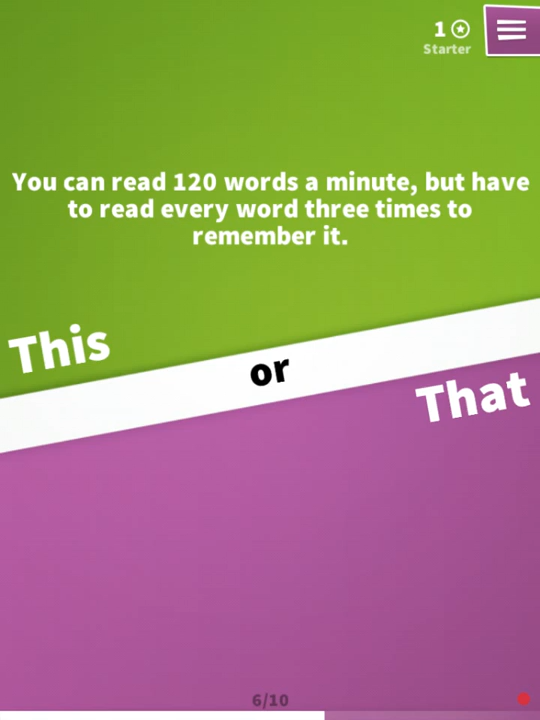 1
Starter
You can read 120 words a minute, but have
to read every word three times to
remember it.
This
or
That
6/10